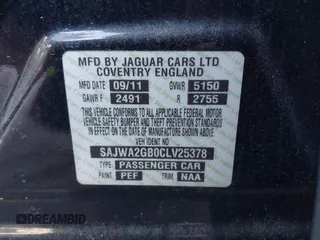 MFD BY JAGUAR CARS LTD
COVENTRY ENGLAND
MFD DATE 09/11 GVWR 5150
GAWR F 2491 R 2755
THIS VEHICLE CONFORMS TO ALL
APPLICABLE FEDERAL MOTOR VEHICLE
SAFETY BUMPER AND THEFT PREVENTION
STANDARDS IN EFFECT ON THE DATE OF
MANUFACTURE SHOWN ABOVE
VEH IDENT NO
SAJWA2GB0CLV25378
TYPE PASSENGER CAR
PAINT PEF TRIM NAA
DREAMBID